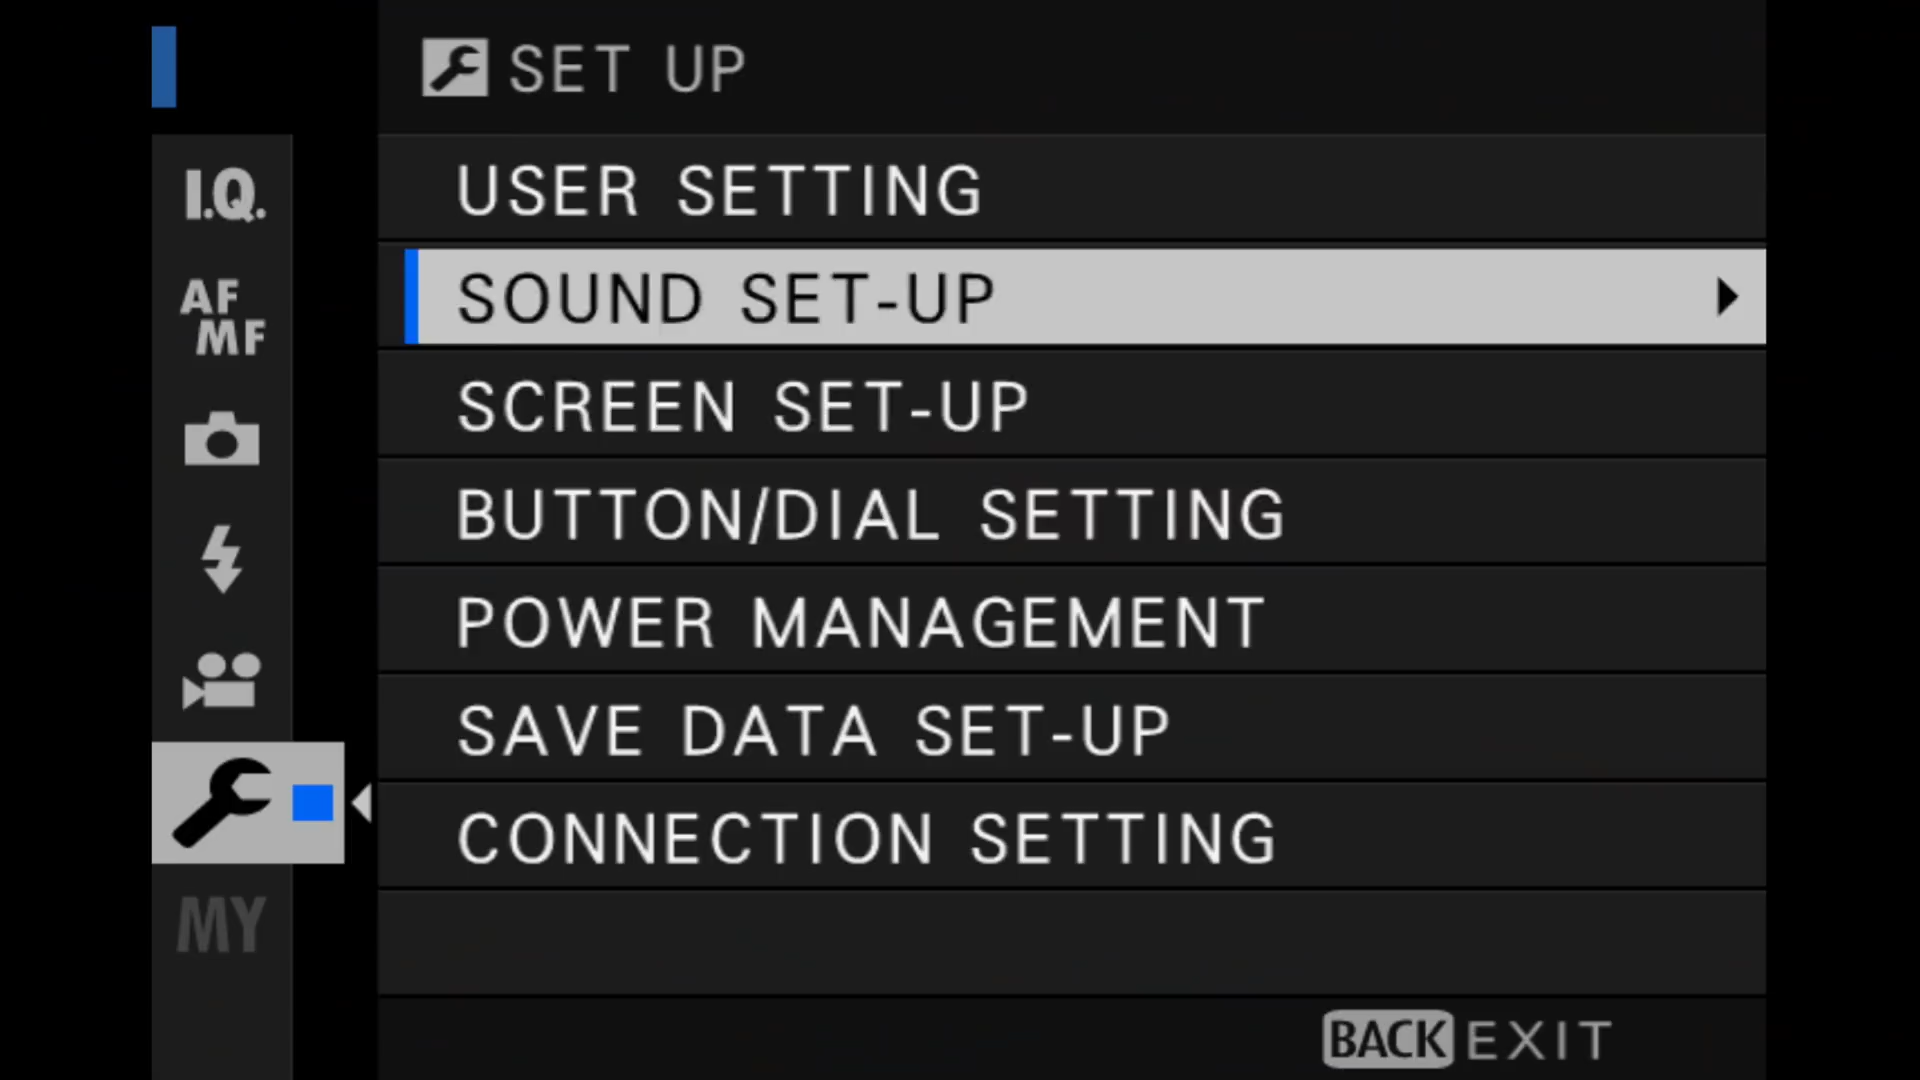 SET UP
I.Q.
AF
MF
MY
USER SETTING
SOUND SET-UP
SCREEN SET-UP
BUTTON/DIAL SETTING
POWER MANAGEMENT
SAVE DATA SET-UP
CONNECTION SETTING
BACK EXIT